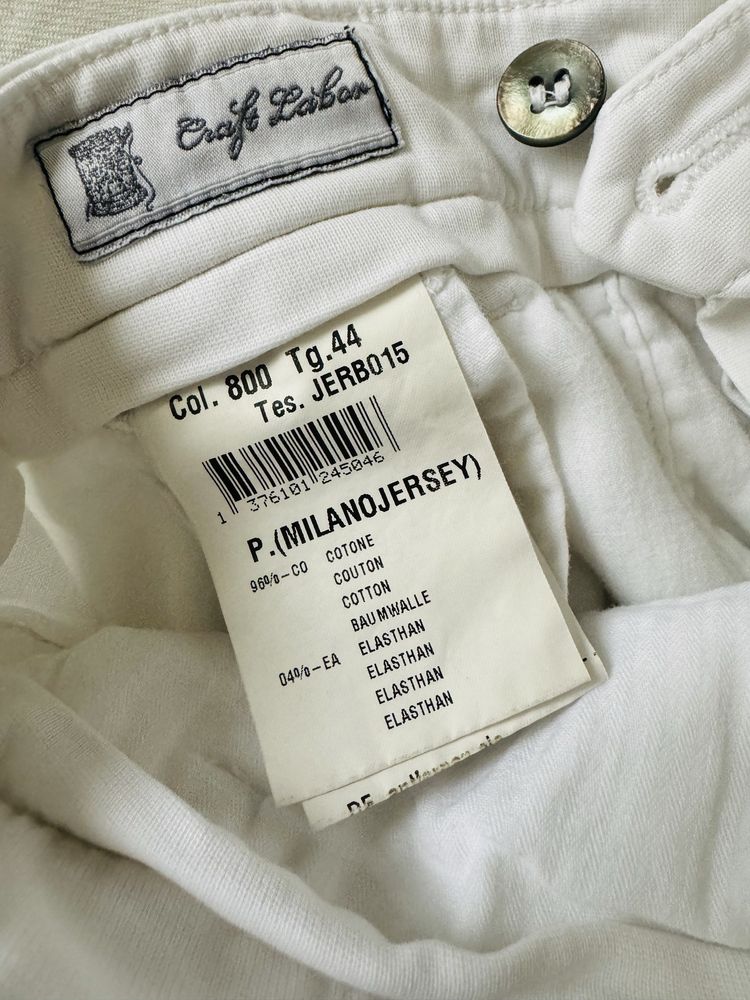 Craft Labor
Col. 800 Tg.44
Tes. JERB015
1 376101 245046
P.(MILANOJERSEY)
96%-CO COTONE
COUTON
COTTON
BAUMWALLE
04%-EA ELASTHAN
ELASTHAN
ELASTHAN
ELASTHAN